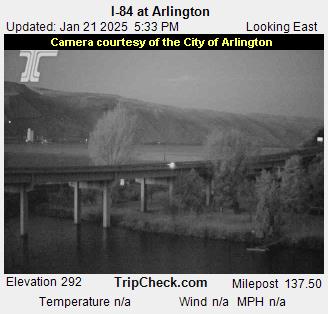 I-84 at Arlington
Updated: Jan 21 2025 5:33 PM Looking East
Camera courtesy of the City of Arlington
Elevation 292 TripCheck.com Milepost 137.50
Temperature n/a Wind n/a MPH n/a